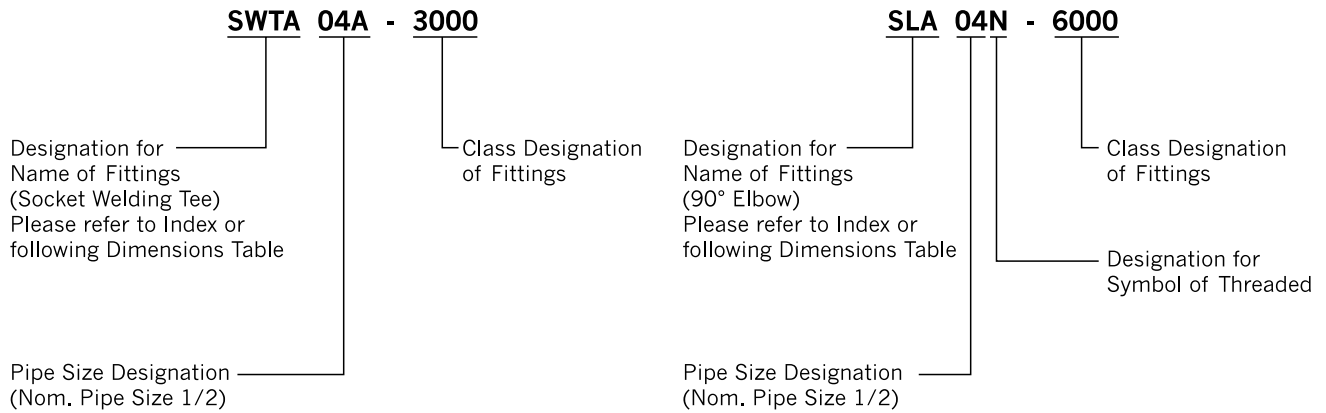 SWTA 04A - 3000
Designation for
Name of Fittings
(Socket Welding Tee)
Please refer to Index or
following Dimensions Table
Class Designation
of Fittings
Pipe Size Designation
(Nom. Pipe Size 1/2)
SLA 04N - 6000
Designation for
Name of Fittings
(90° Elbow)
Please refer to Index or
following Dimensions Table
Class Designation
of Fittings
Designation for
Symbol of Threaded
Pipe Size Designation
(Nom. Pipe Size 1/2)